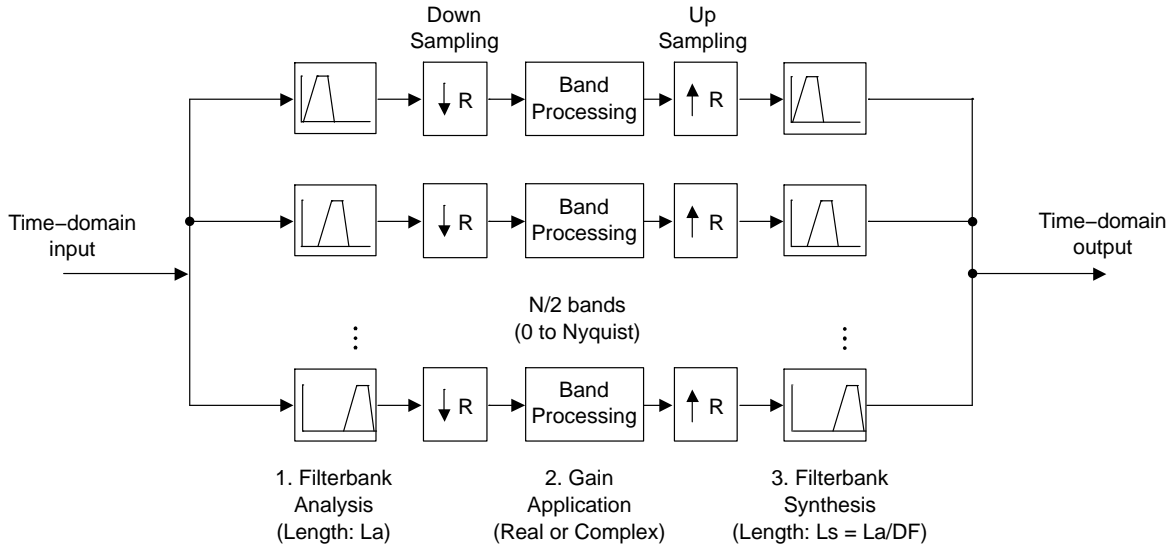 Down
Sampling
Up
Sampling
R
Band
Processing
R
Time−domain
input
R
Band
Processing
R
Time−domain
output
N/2 bands
(0 to Nyquist)
R
Band
Processing
R
1. Filterbank
Analysis
(Length: La)
2. Gain
Application
(Real or Complex)
3. Filterbank
Synthesis
(Length: Ls = La/DF)